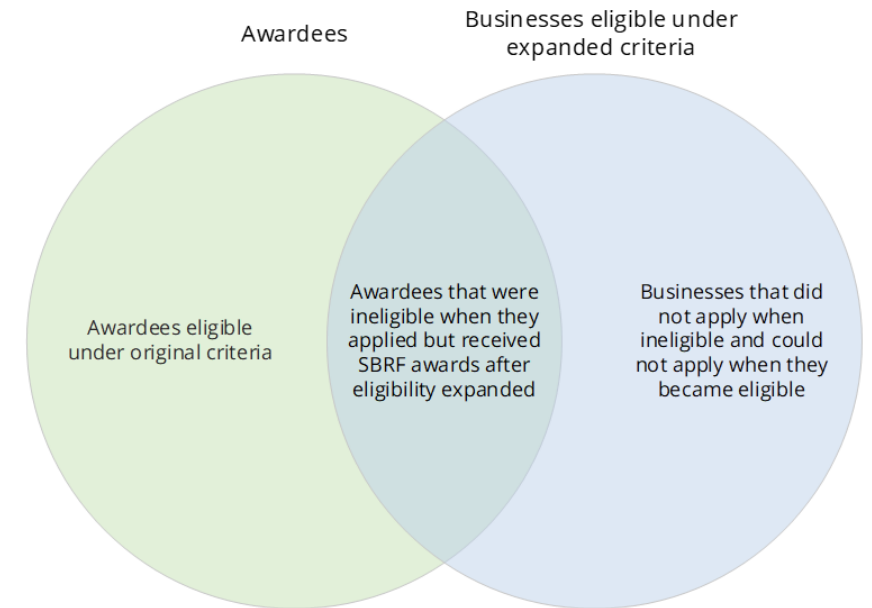 Awardees
Businesses eligible under
expanded criteria
Awardees eligible
under original criteria
Awardees that were
ineligible when they
applied but received
SBRF awards after
eligibility expanded
Businesses that did
not apply when
ineligible and could
not apply when they
became eligible